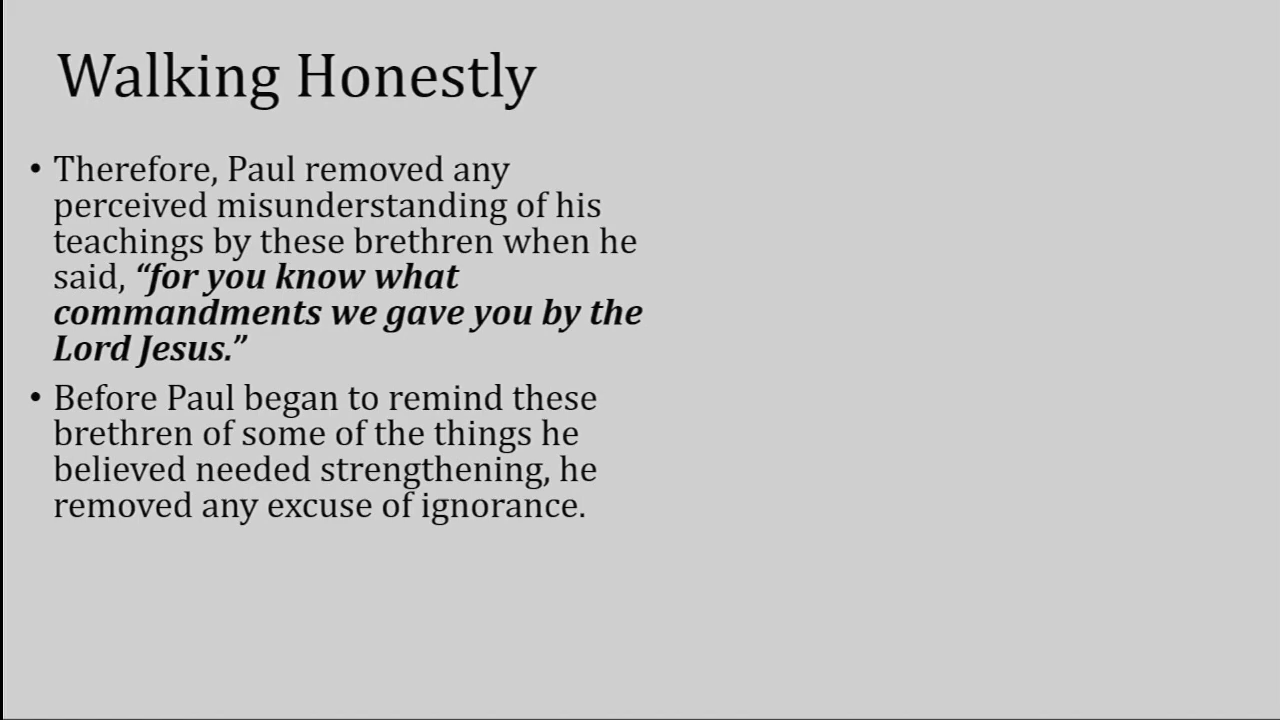 Walking Honestly
• Therefore, Paul removed any
perceived misunderstanding of his
teachings by these brethren when he
said, “for you know what
commandments we gave you by the
Lord Jesus.”
• Before Paul began to remind these
brethren of some of the things he
believed needed strengthening, he
removed any excuse of ignorance.